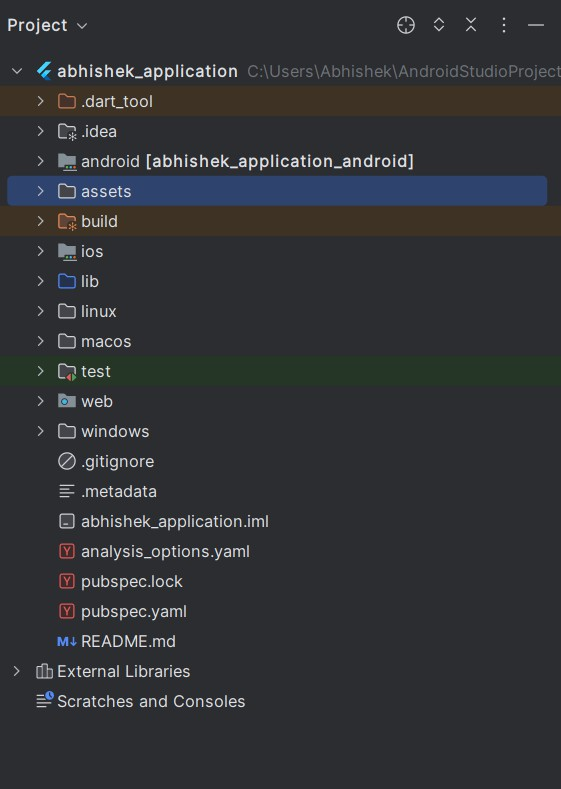 Project
abhishek_application C:\Users\Abhishek\AndroidStudioProject
.dart_tool
.idea
android [abhishek_application_android]
assets
build
ios
lib
linux
macos
test
web
windows
.gitignore
.metadata
abhishek_application.iml
analysis_options.yaml
pubspec.lock
pubspec.yaml
M↓ README.md
External Libraries
Scratches and Consoles